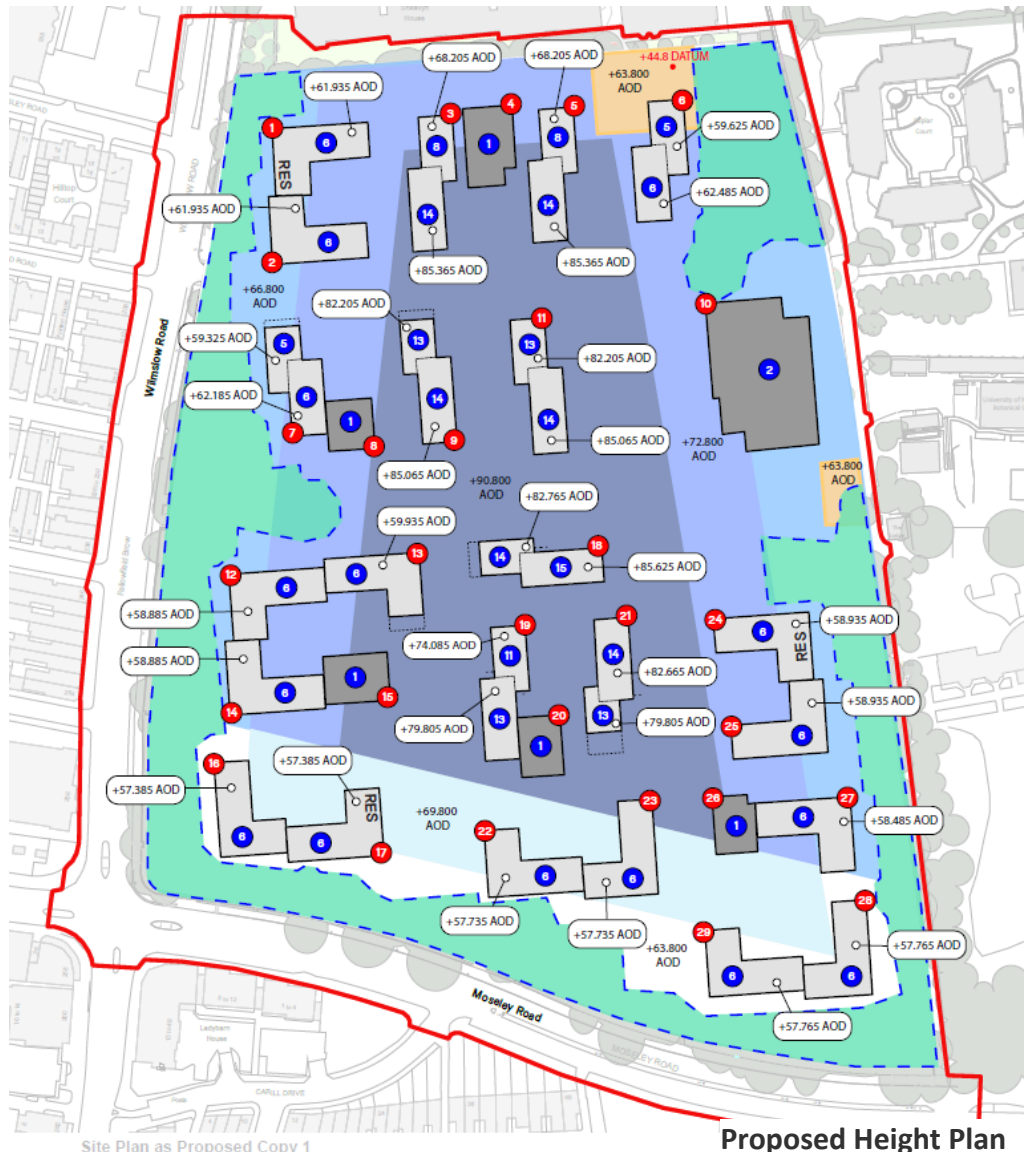 Shelsyn
House
+68.205 AOD
+68.205 AOD
+44.8 DATUM
+63.800
AOD
+61.935 AOD
3
4
5
6
1
6
8
1
8
5
+59.625 AOD
RES
6
+62.485 AOD
Hilltop
Court
+61.935 AOD
14
14
6
2
+85.365 AOD
+85.365 AOD
+66.800
AOD
+82.205 AOD
10
11
+59.325 AOD
5
13
13
+82.205 AOD
2
Wilmslow Road
+62.185 AOD
6
14
14
7
1
8
9
+85.065 AOD
+72.800
AOD
+85.065 AOD
+63.800
AOD
+90.800
AOD
+82.765 AOD
+59.935 AOD
13
18
14
15
+85.625 AOD
12
6
6
Fallowfield Brow
+58.885 AOD
19
21
24
+58.935 AOD
+74.085 AOD
6
RES
11
14
+58.885 AOD
+82.665 AOD
1
6
15
14
13
13
+58.935 AOD
+79.805 AOD
+79.805 AOD
20
1
25
6
+57.385 AOD
16
+57.385 AOD
RES
23
26
27
+69.800
AOD
6
+58.485 AOD
22
1
6
6
17
6
6
+57.735 AOD
+57.735 AOD
28
29
+63.800
AOD
+57.765 AOD
6
6
+57.765 AOD
Moseley Road
MOSELEY ROAD
Ladybarn
House
CARILL DRIVE
Site Plan as Proposed Copy 1
Proposed Height Plan